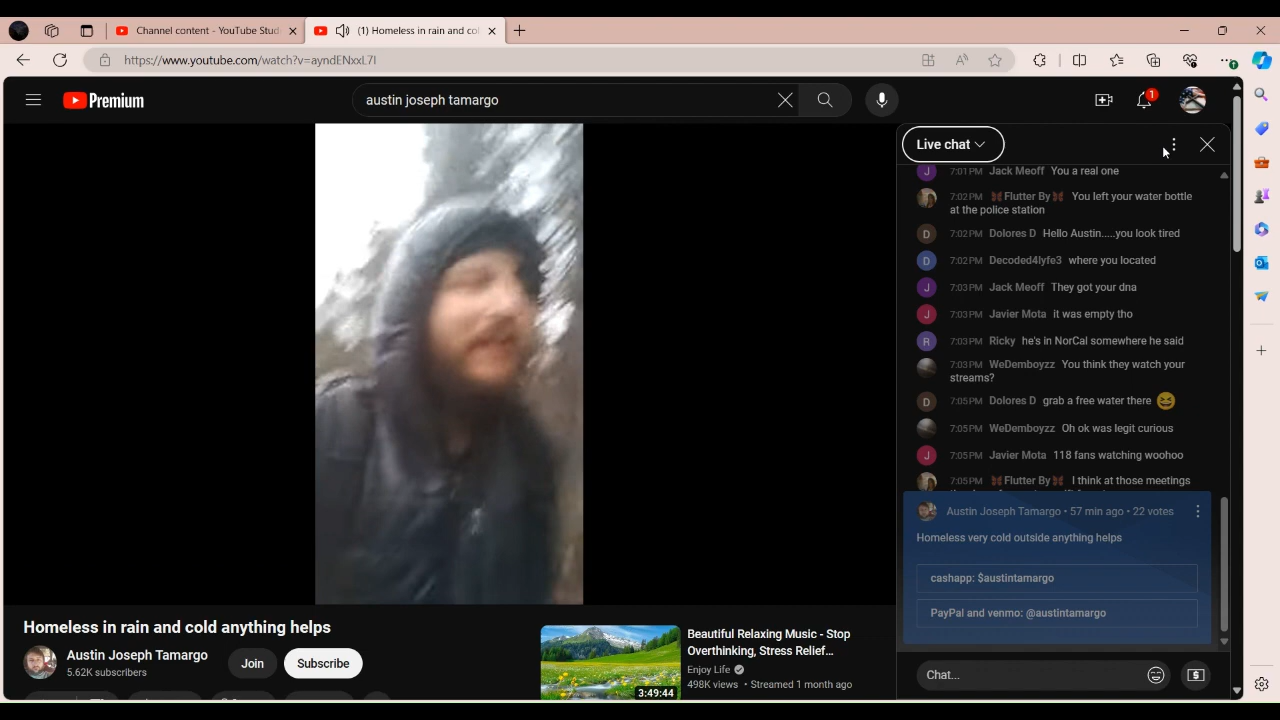 Channel content - YouTube Stud
(1) Homeless in rain and co
https://www.youtube.com/watch?v=ayndENxxL7I
Premium
austin joseph tamargo
1
Live chat
J 7:01 PM Jack Meoff You a real one
7:02 PM 🦋Flutter By🦋 You left your water bottle
at the police station
D 7:02 PM Dolores D Hello Austin.....you look tired
D 7:02 PM Decoded4lyfe3 where you located
J 7:03 PM Jack Meoff They got your dna
J 7:03 PM Javier Mota it was empty tho
R 7:03 PM Ricky he's in NorCal somewhere he said
7:03 PM WeDemboyzz You think they watch your
streams?
D 7:05 PM Dolores D grab a free water there 😆
7:05 PM WeDemboyzz Oh ok was legit curious
J 7:05 PM Javier Mota 118 fans watching woohoo
7:05 PM 🦋Flutter By🦋 I think at those meetings
Austin Joseph Tamargo • 57 min ago • 22 votes
Homeless very cold outside anything helps
cashapp: $austintamargo
PayPal and venmo: @austintamargo
Chat...
Homeless in rain and cold anything helps
Austin Joseph Tamargo
5.62K subscribers
Join
Subscribe
3:49:44
Beautiful Relaxing Music - Stop
Overthinking, Stress Relief...
Enjoy Life
498K views • Streamed 1 month ago